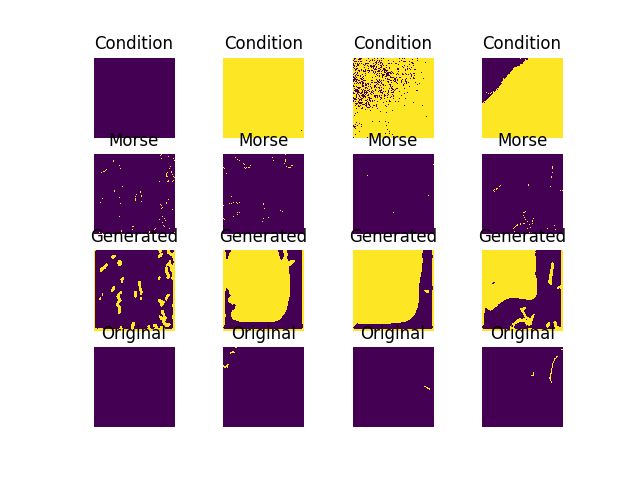 Condition Condition Condition Condition
Morse Morse Morse Morse
Generated Generated Generated Generated
Original Original Original Original